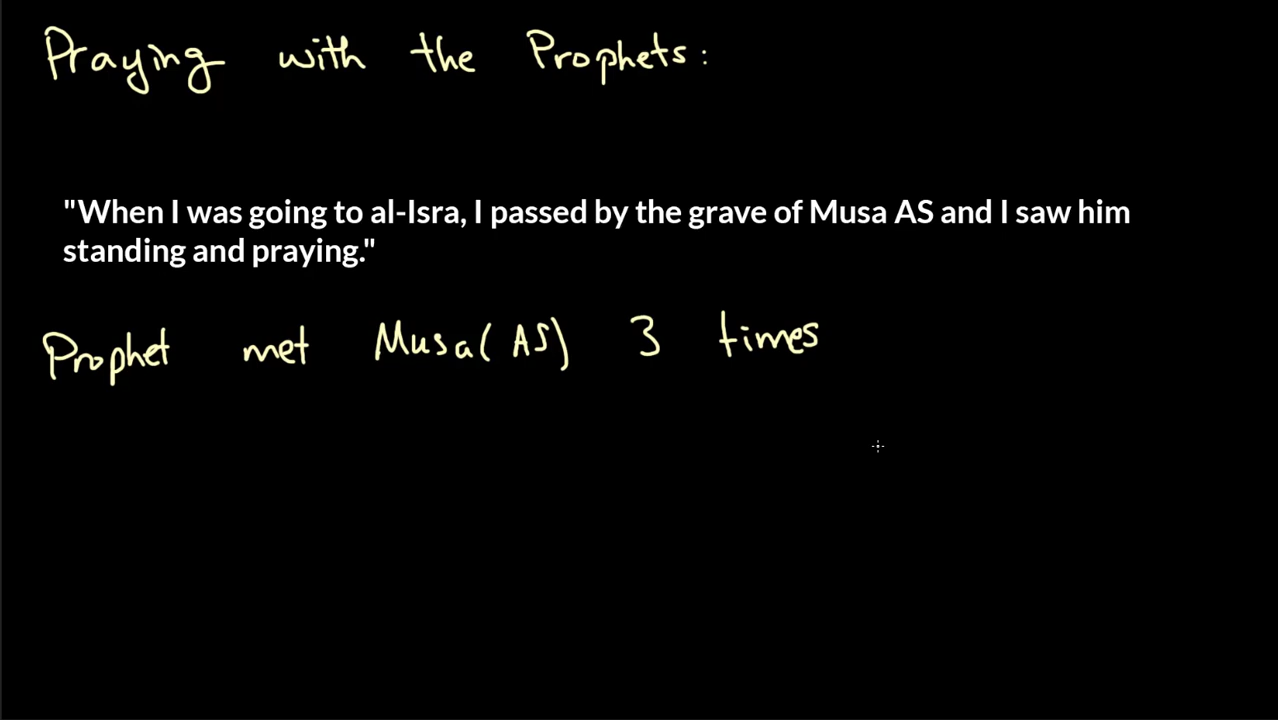 Praying with the Prophets:
"When I was going to al-Isra, I passed by the grave of Musa AS and I saw him
standing and praying."
Prophet met Musa(AS) 3 times